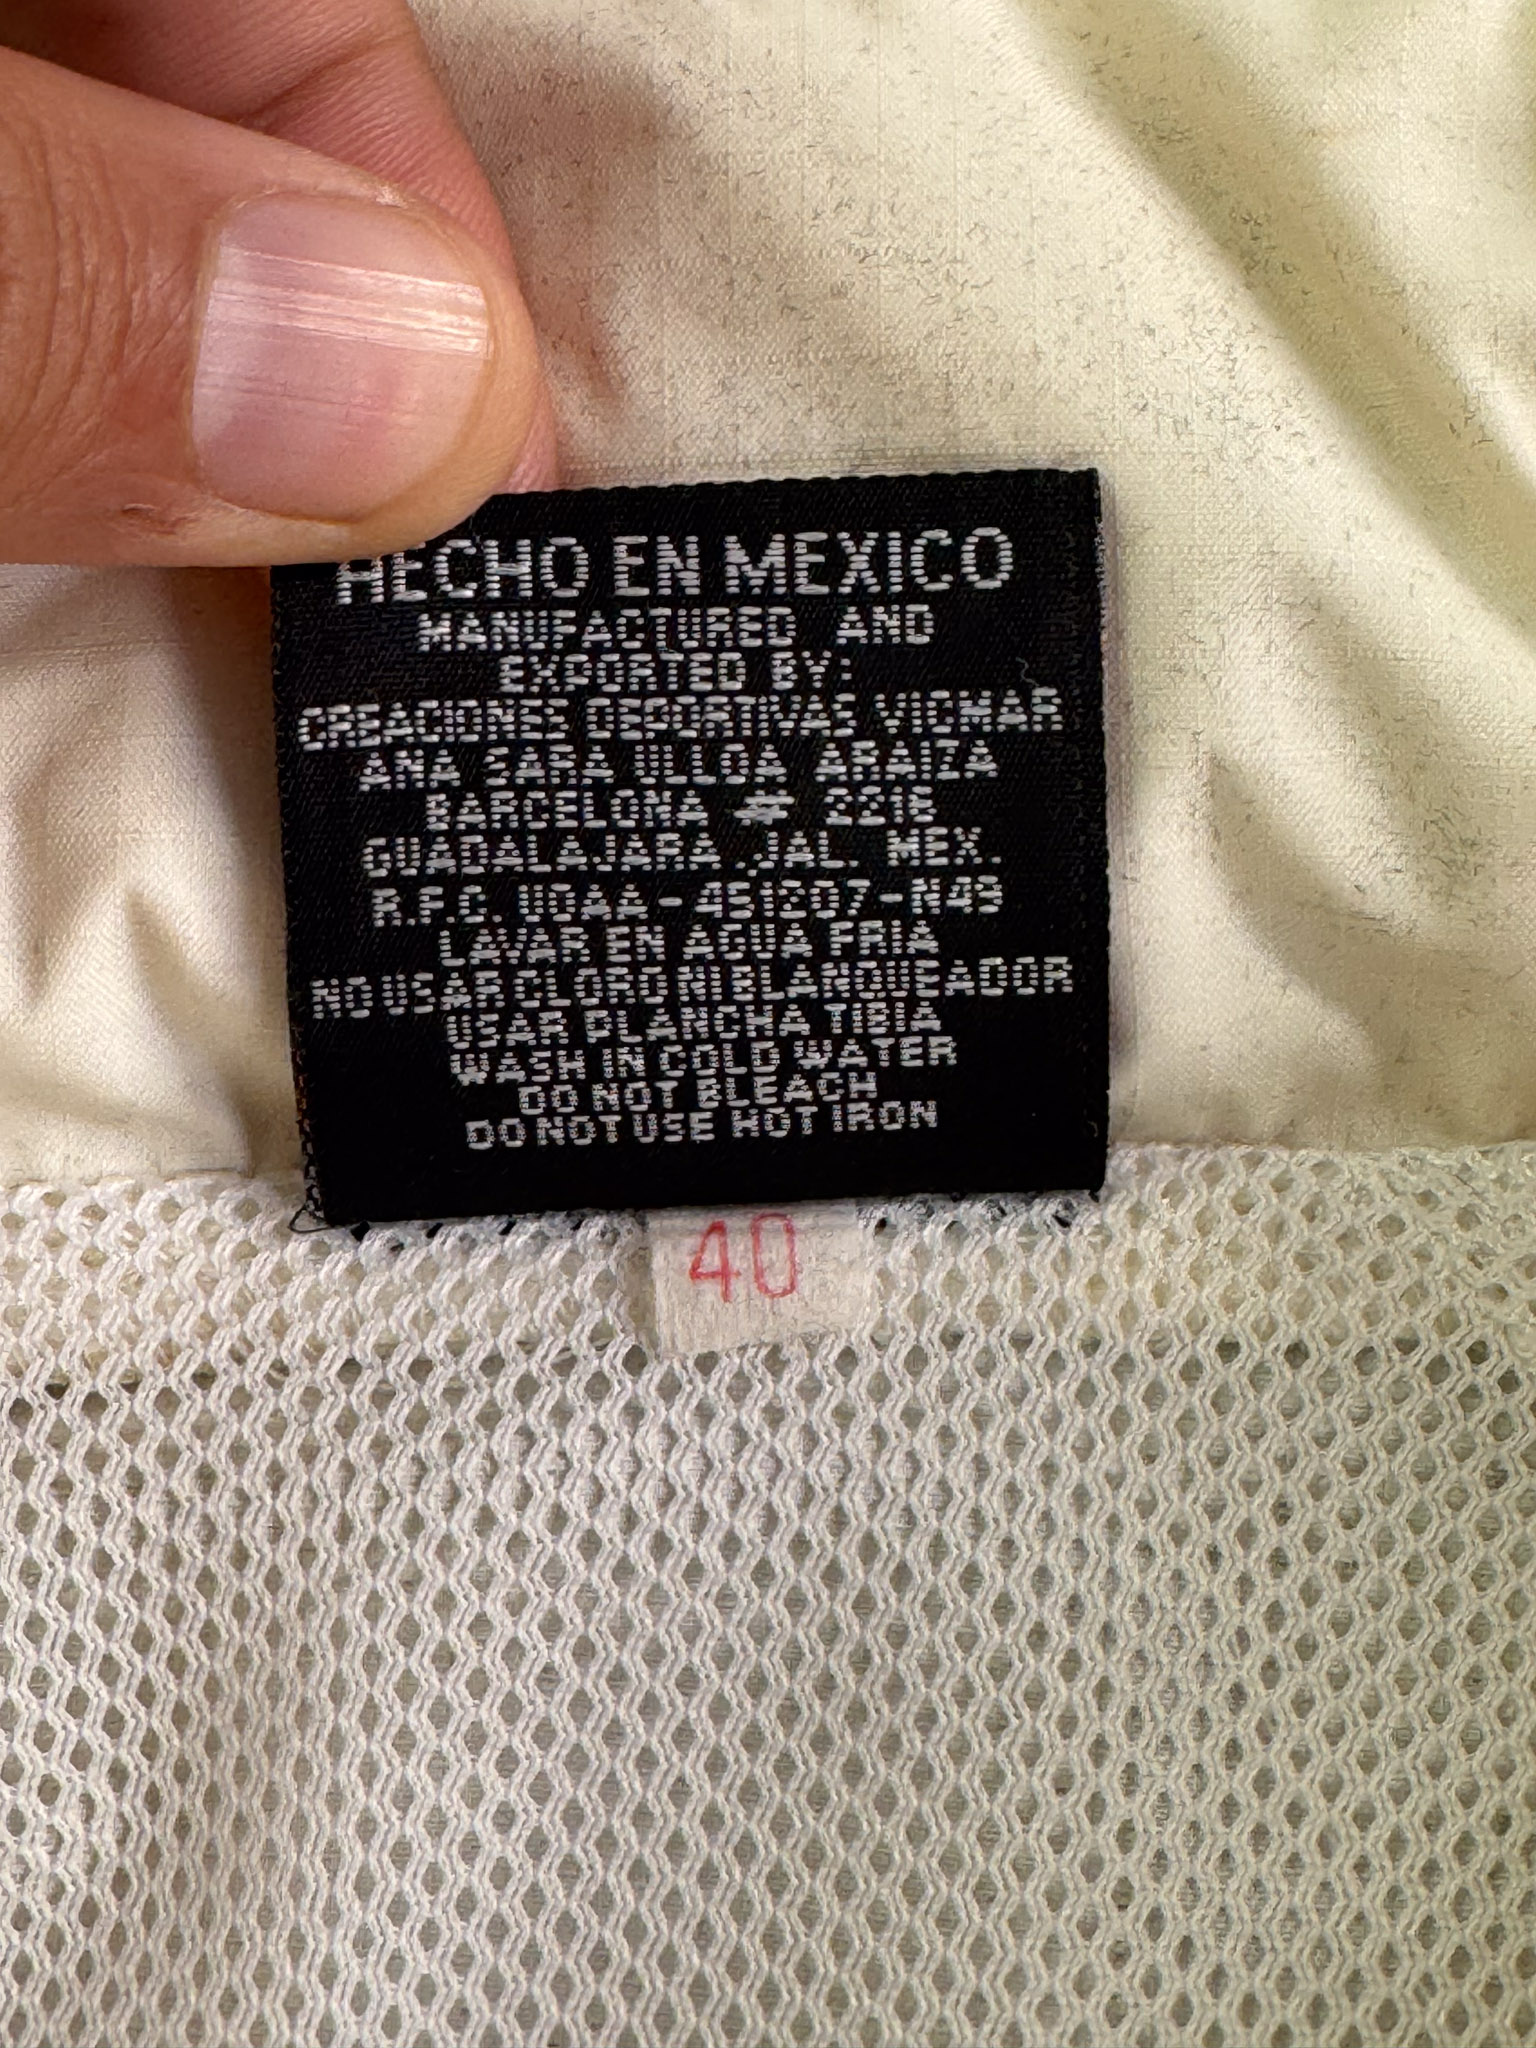 HECHO EN MEXICO
MANUFACTURED AND
EXPORTED BY:
CREACIONES DEPORTIVAS VICMAR
ANA SARA ULLOA ARAIZA
BARCELONA # 2216
GUADALAJARA JAL. MEX.
R.F.C. UOAA-451207-N49
LAVAR EN AGUA FRIA
NO USAR CLORO NI BLANQUEADOR
USAR PLANCHA TIBIA
WASH IN COLD WATER
DO NOT BLEACH
DO NOT USE HOT IRON
40